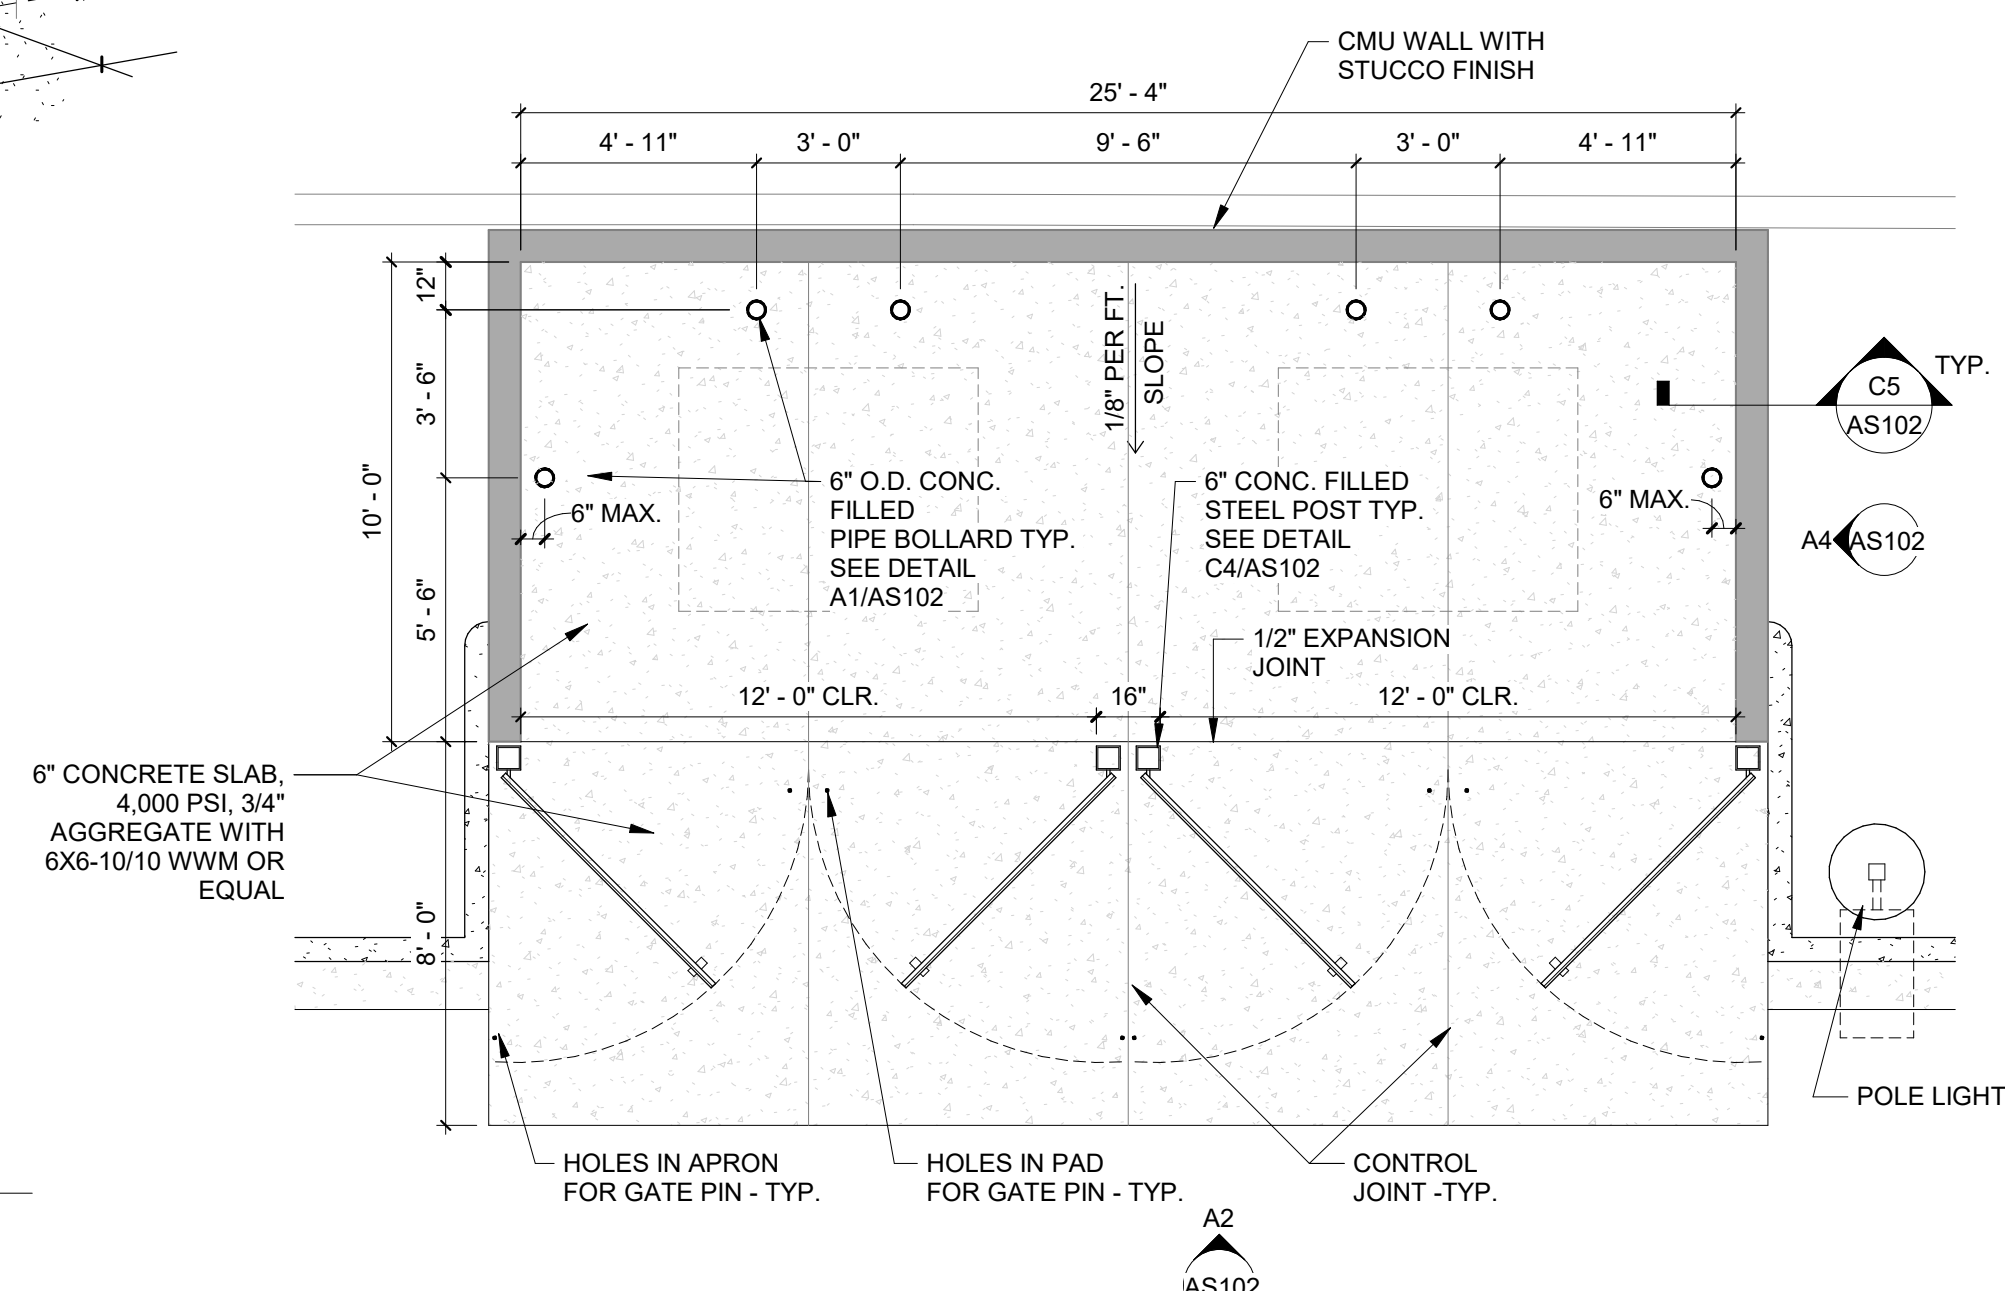 CMU WALL WITH
STUCCO FINISH
25' - 4"
4' - 11"
3' - 0"
9' - 6"
3' - 0"
4' - 11"
12"
3' - 6"
10' - 0"
5' - 6"
8' - 0"
1/8" PER FT.
SLOPE
C5
AS102
TYP.
A4
AS102
6" MAX.
6" MAX.
6" O.D. CONC.
FILLED
PIPE BOLLARD TYP.
SEE DETAIL
A1/AS102
6" CONC. FILLED
STEEL POST TYP.
SEE DETAIL
C4/AS102
1/2" EXPANSION
JOINT
12' - 0" CLR.
16"
12' - 0" CLR.
6" CONCRETE SLAB,
4,000 PSI, 3/4"
AGGREGATE WITH
6X6-10/10 WWM OR
EQUAL
POLE LIGHT
HOLES IN APRON
FOR GATE PIN - TYP.
HOLES IN PAD
FOR GATE PIN - TYP.
CONTROL
JOINT -TYP.
A2
AS102